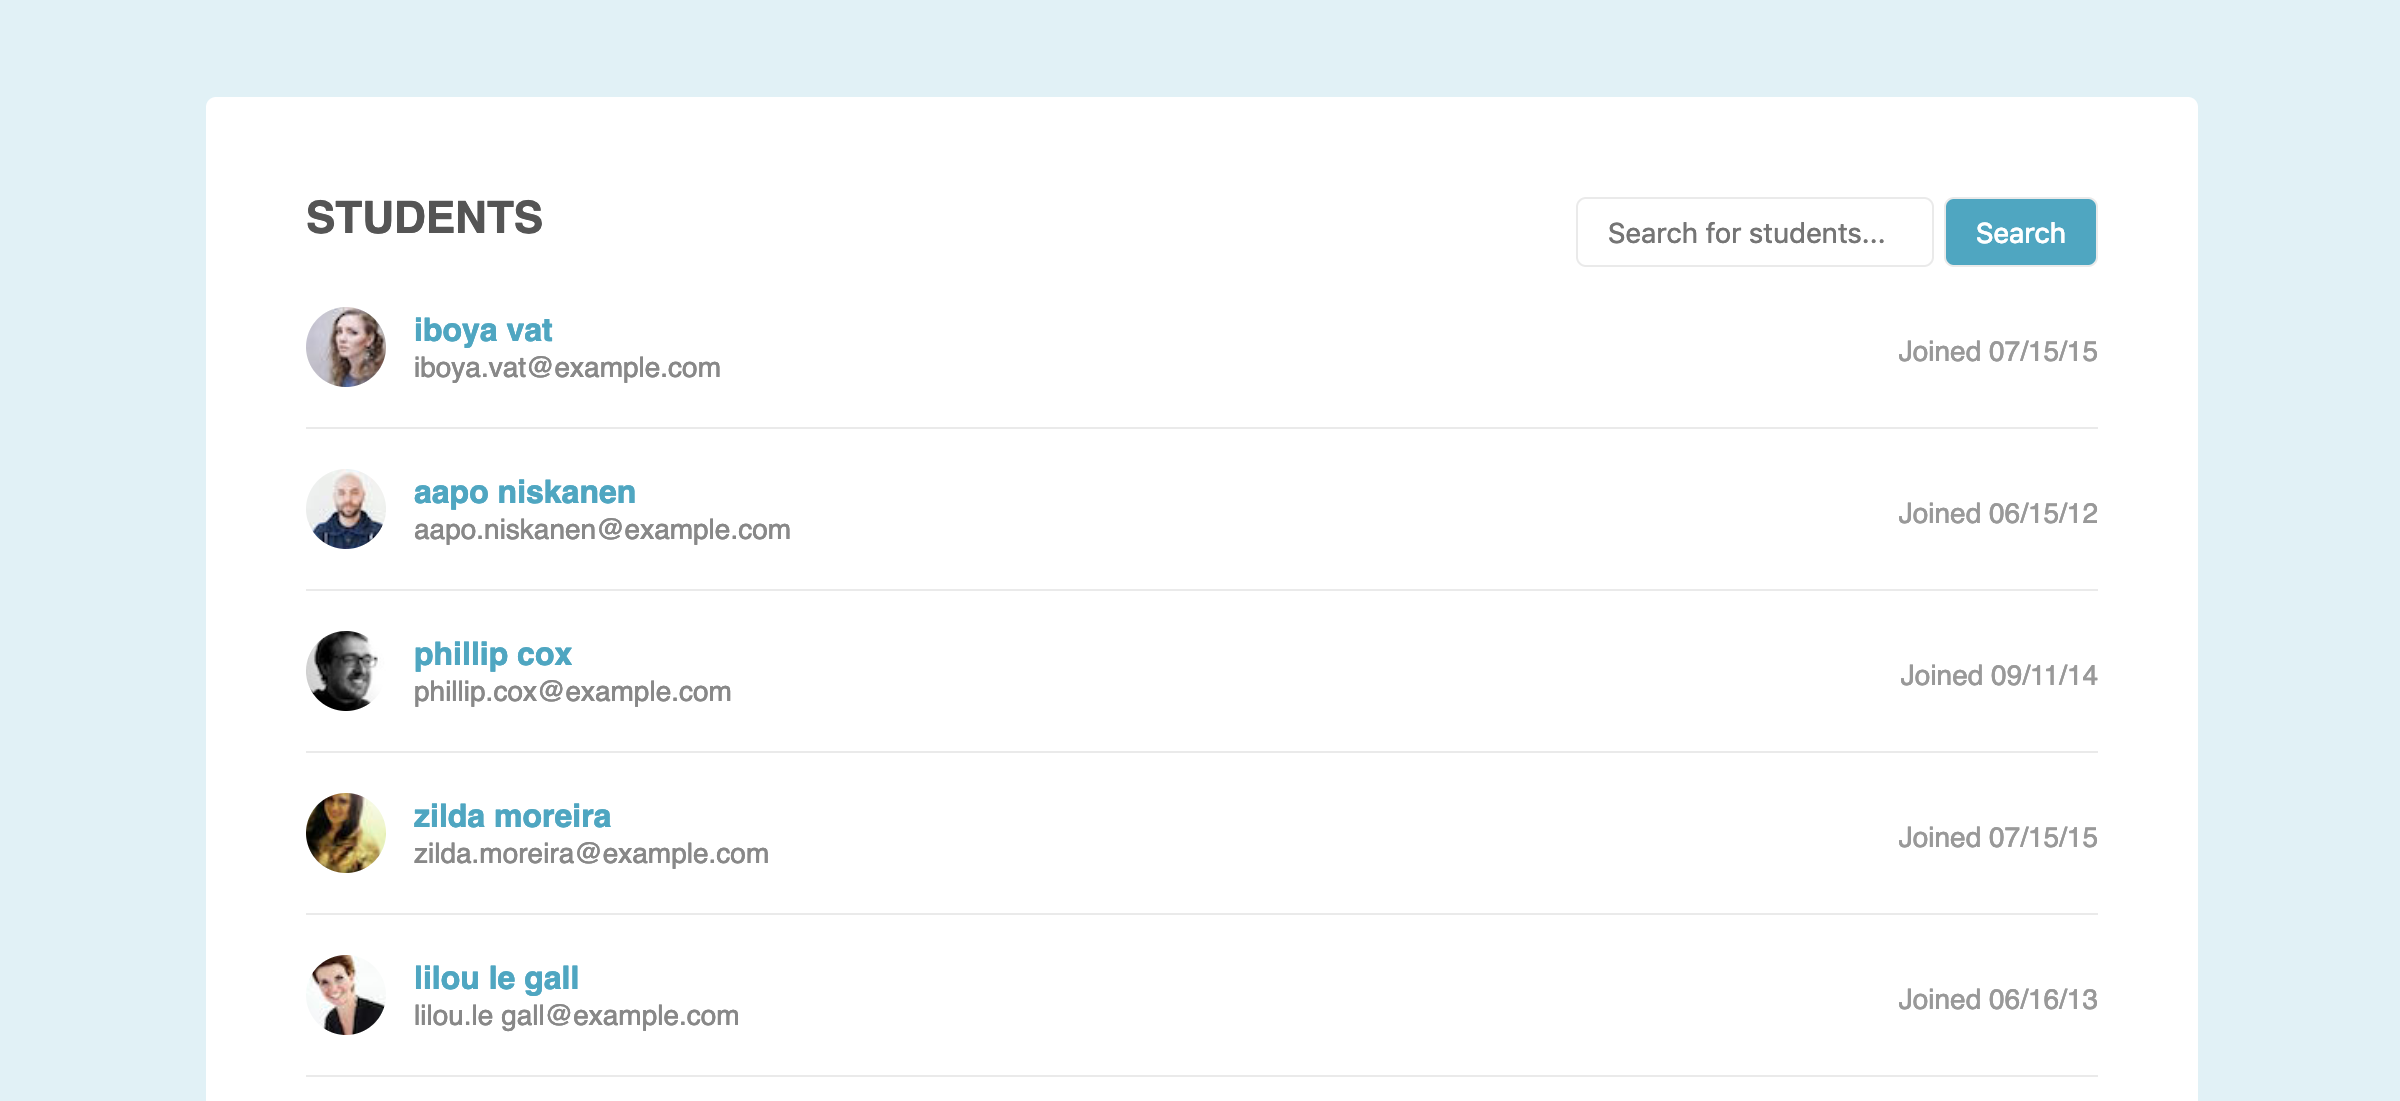 STUDENTS
Search for students...
Search
iboya vat
iboya.vat@example.com
Joined 07/15/15
aapo niskanen
aapo.niskanen@example.com
Joined 06/15/12
phillip cox
phillip.cox@example.com
Joined 09/11/14
zilda moreira
zilda.moreira@example.com
Joined 07/15/15
lilou le gall
lilou.le gall@example.com
Joined 06/16/13